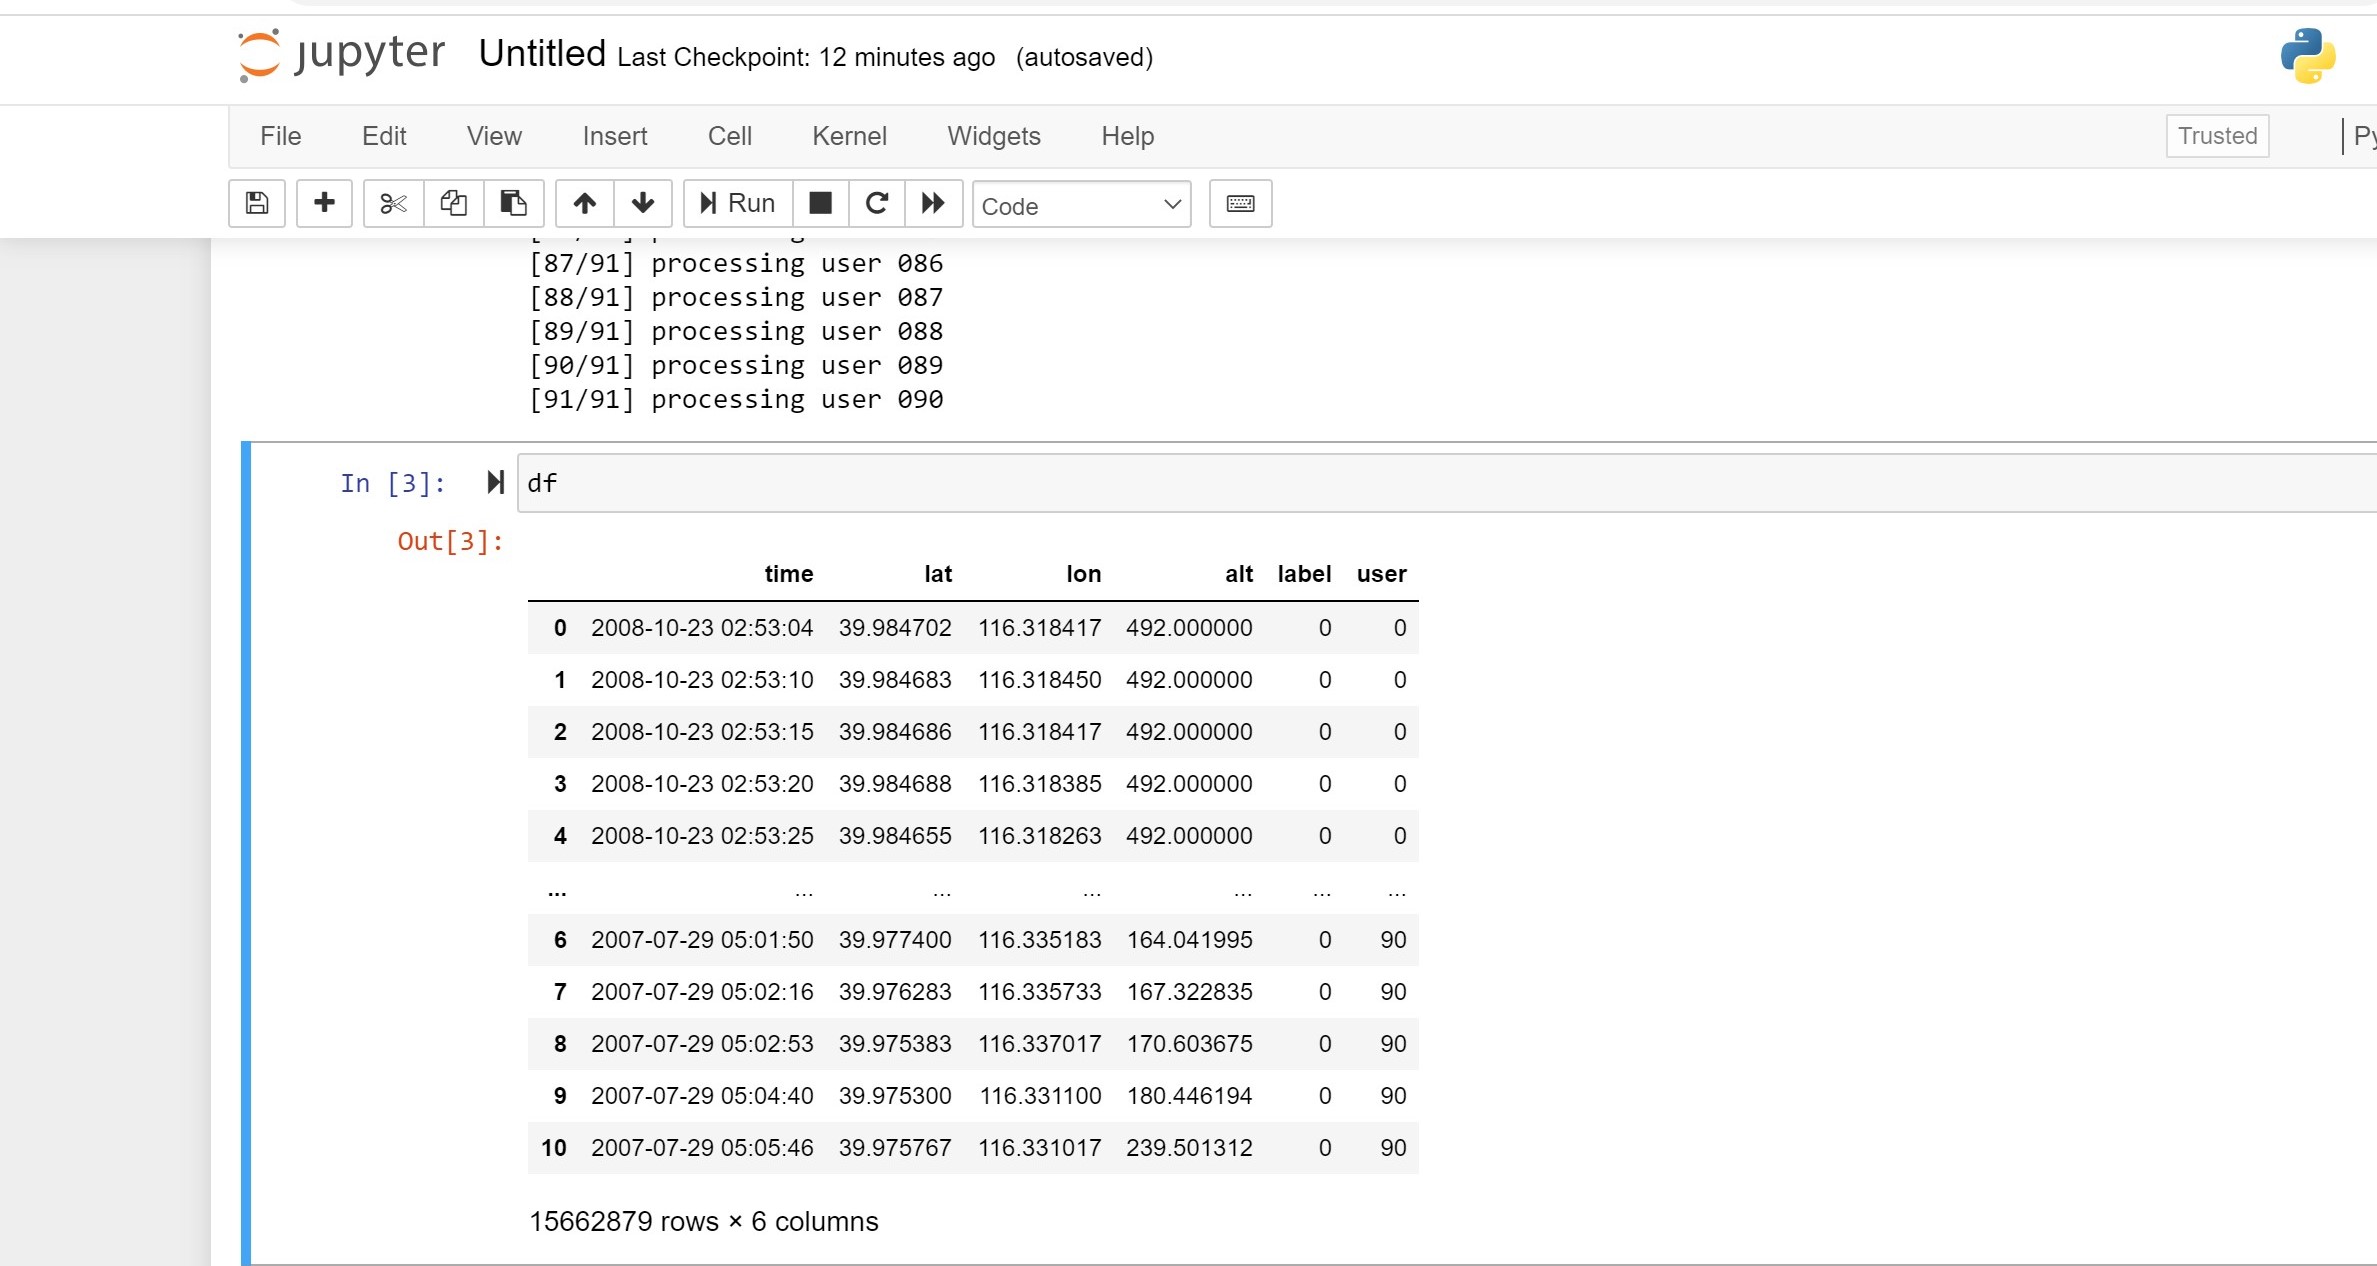 jupyter Untitled Last Checkpoint: 12 minutes ago (autosaved)
File Edit View Insert Cell Kernel Widgets Help Trusted
Run Code
[87/91] processing user 086
[88/91] processing user 087
[89/91] processing user 088
[90/91] processing user 089
[91/91] processing user 090
In [3]: df
Out[3]:
time lat lon alt label user
0 2008-10-23 02:53:04 39.984702 116.318417 492.000000 0 0
1 2008-10-23 02:53:10 39.984683 116.318450 492.000000 0 0
2 2008-10-23 02:53:15 39.984686 116.318417 492.000000 0 0
3 2008-10-23 02:53:20 39.984688 116.318385 492.000000 0 0
4 2008-10-23 02:53:25 39.984655 116.318263 492.000000 0 0
... ... ... ... ... ... ...
6 2007-07-29 05:01:50 39.977400 116.335183 164.041995 0 90
7 2007-07-29 05:02:16 39.976283 116.335733 167.322835 0 90
8 2007-07-29 05:02:53 39.975383 116.337017 170.603675 0 90
9 2007-07-29 05:04:40 39.975300 116.331100 180.446194 0 90
10 2007-07-29 05:05:46 39.975767 116.331017 239.501312 0 90
15662879 rows × 6 columns